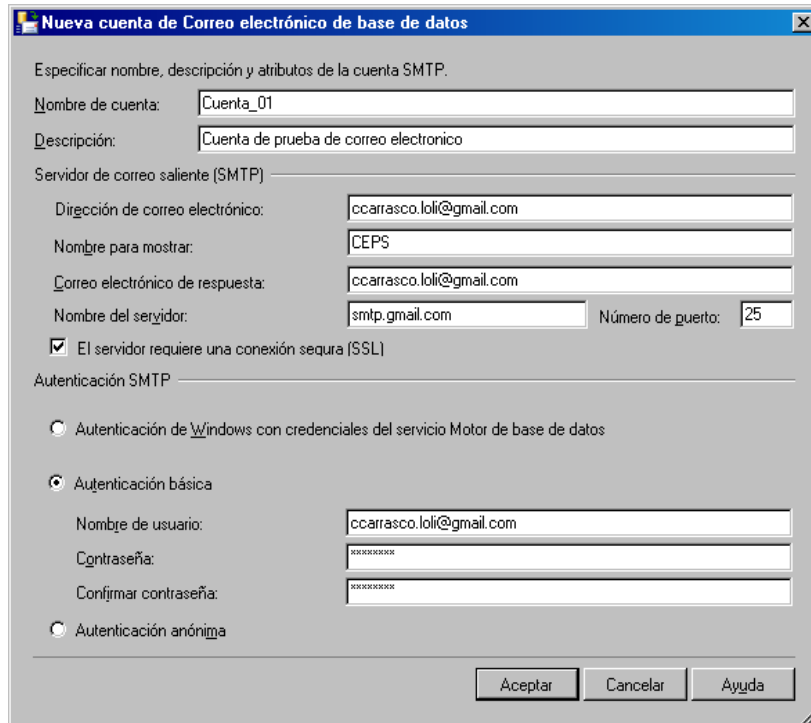 Nueva cuenta de Correo electrónico de base de datos
Especificar nombre, descripción y atributos de la cuenta SMTP.
Nombre de cuenta: Cuenta_01
Descripción: Cuenta de prueba de correo electronico
Servidor de correo saliente (SMTP)
Dirección de correo electrónico: ccarrasco.loli@gmail.com
Nombre para mostrar: CEPS
Correo electrónico de respuesta: ccarrasco.loli@gmail.com
Nombre del servidor: smtp.gmail.com Número de puerto: 25
El servidor requiere una conexión segura (SSL)
Autenticación SMTP
Autenticación de Windows con credenciales del servicio Motor de base de datos
Autenticación básica
Nombre de usuario: ccarrasco.loli@gmail.com
Contraseña: ********
Confirmar contraseña: ********
Autenticación anónima
Aceptar Cancelar Ayuda